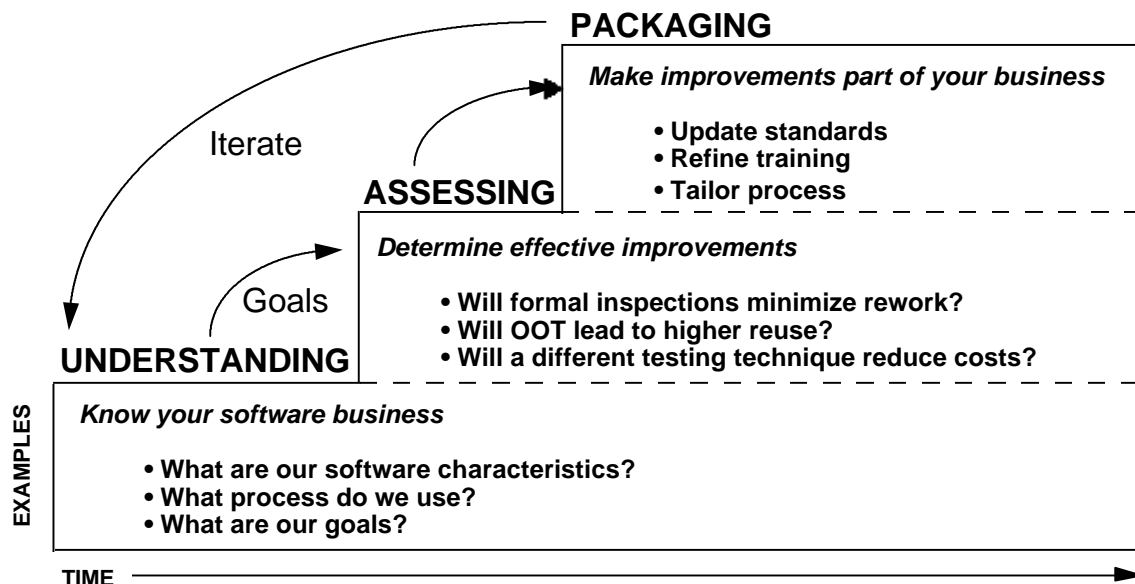 PACKAGING
Make improvements part of your business
• Update standards
• Refine training
• Tailor process
Iterate
ASSESSING
Determine effective improvements
• Will formal inspections minimize rework?
• Will OOT lead to higher reuse?
• Will a different testing technique reduce costs?
Goals
UNDERSTANDING
Know your software business
• What are our software characteristics?
• What process do we use?
• What are our goals?
EXAMPLES
TIME